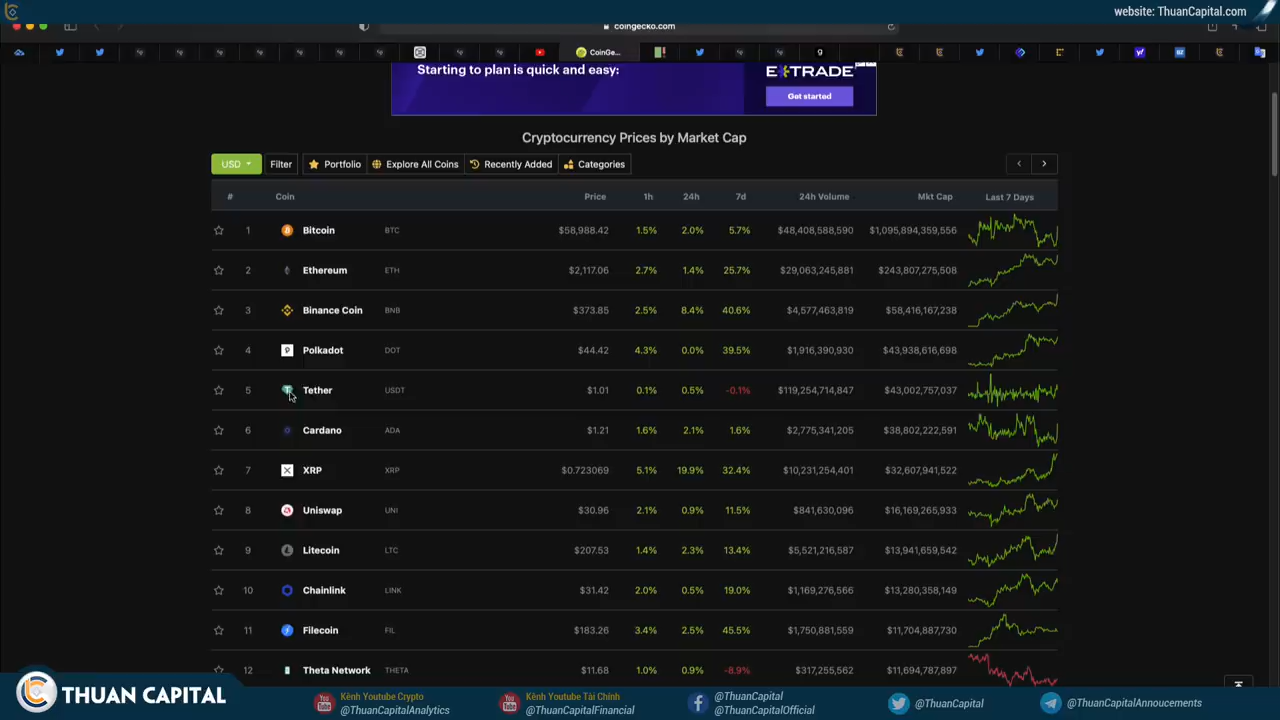 website: ThuanCapital.com
coingecko.com
CoinGe...
Starting to plan is quick and easy:
E*TRADE
Get started
Cryptocurrency Prices by Market Cap
USD Filter Portfolio Explore All Coins Recently Added Categories
# Coin Price 1h 24h 7d 24h Volume Mkt Cap Last 7 Days
1 Bitcoin BTC $58,988.42 1.5% 2.0% 5.7% $48,408,588,590 $1,095,894,359,556
2 Ethereum ETH $2,117.06 2.7% 1.4% 25.7% $29,063,245,881 $243,807,275,508
3 Binance Coin BNB $373.85 2.5% 8.4% 40.6% $4,577,463,819 $58,416,167,238
4 Polkadot DOT $44.42 4.3% 0.0% 39.5% $1,916,390,930 $43,938,616,698
5 Tether USDT $1.01 0.1% 0.5% -0.1% $119,254,714,847 $43,002,757,037
6 Cardano ADA $1.21 1.6% 2.1% 1.6% $2,775,341,205 $38,802,222,591
7 XRP XRP $0.723069 5.1% 19.9% 32.4% $10,231,254,401 $32,607,941,522
8 Uniswap UNI $30.96 2.1% 0.9% 11.5% $841,630,096 $16,169,265,933
9 Litecoin LTC $207.53 1.4% 2.3% 13.4% $5,521,216,587 $13,941,659,542
10 Chainlink LINK $31.42 2.0% 0.5% 19.0% $1,169,276,566 $13,280,358,149
11 Filecoin FIL $183.26 3.4% 2.5% 45.5% $1,750,881,559 $11,704,887,730
12 Theta Network THETA $11.68 1.0% 0.9% -8.9% $317,255,562 $11,694,787,897
THUAN CAPITAL
Kênh Youtube Crypto
@ThuanCapitalAnalytics
Kênh Youtube Tài Chính
@ThuanCapitalFinancial
@ThuanCapital
@ThuanCapitalOfficial
@ThuanCapital
@ThuanCapitalAnnoucements